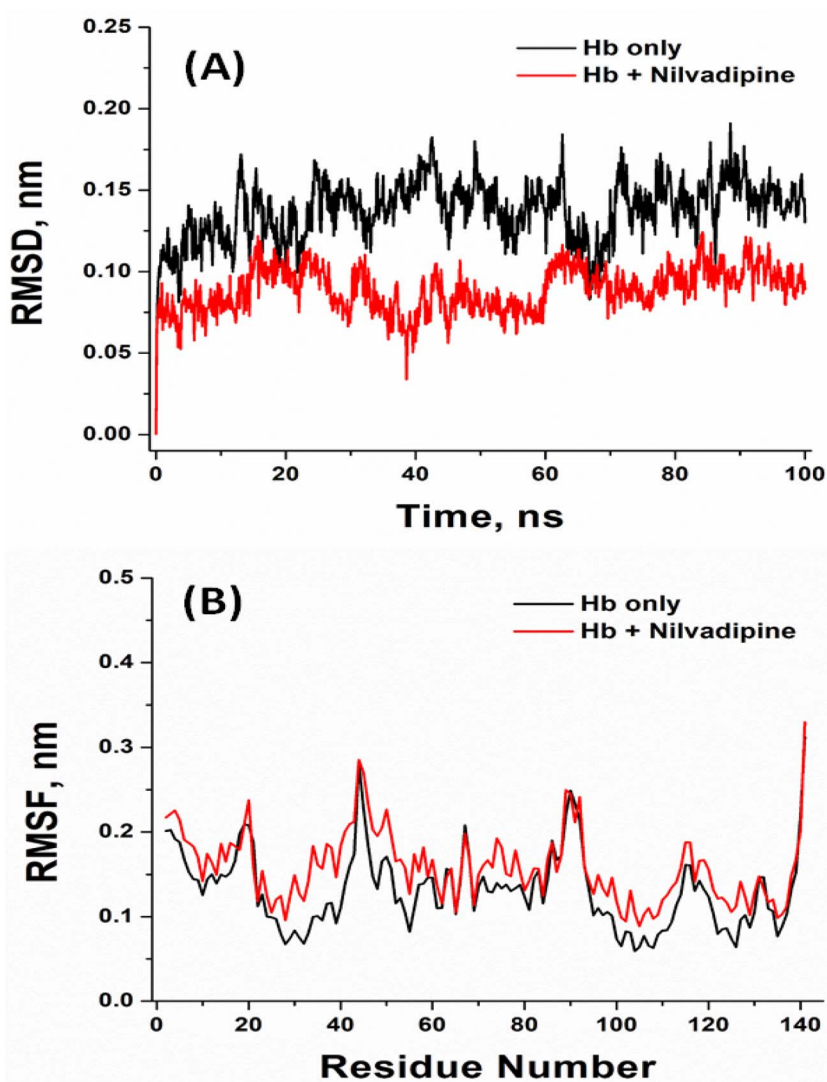 (A)
Hb only
Hb + Nilvadipine
0.25
0.20
0.15
0.10
0.05
0.00
RMSD, nm
0 20 40 60 80 100
Time, ns
(B)
Hb only
Hb + Nilvadipine
0.5
0.4
0.3
0.2
0.1
0.0
RMSF, nm
0 20 40 60 80 100 120 140
Residue Number